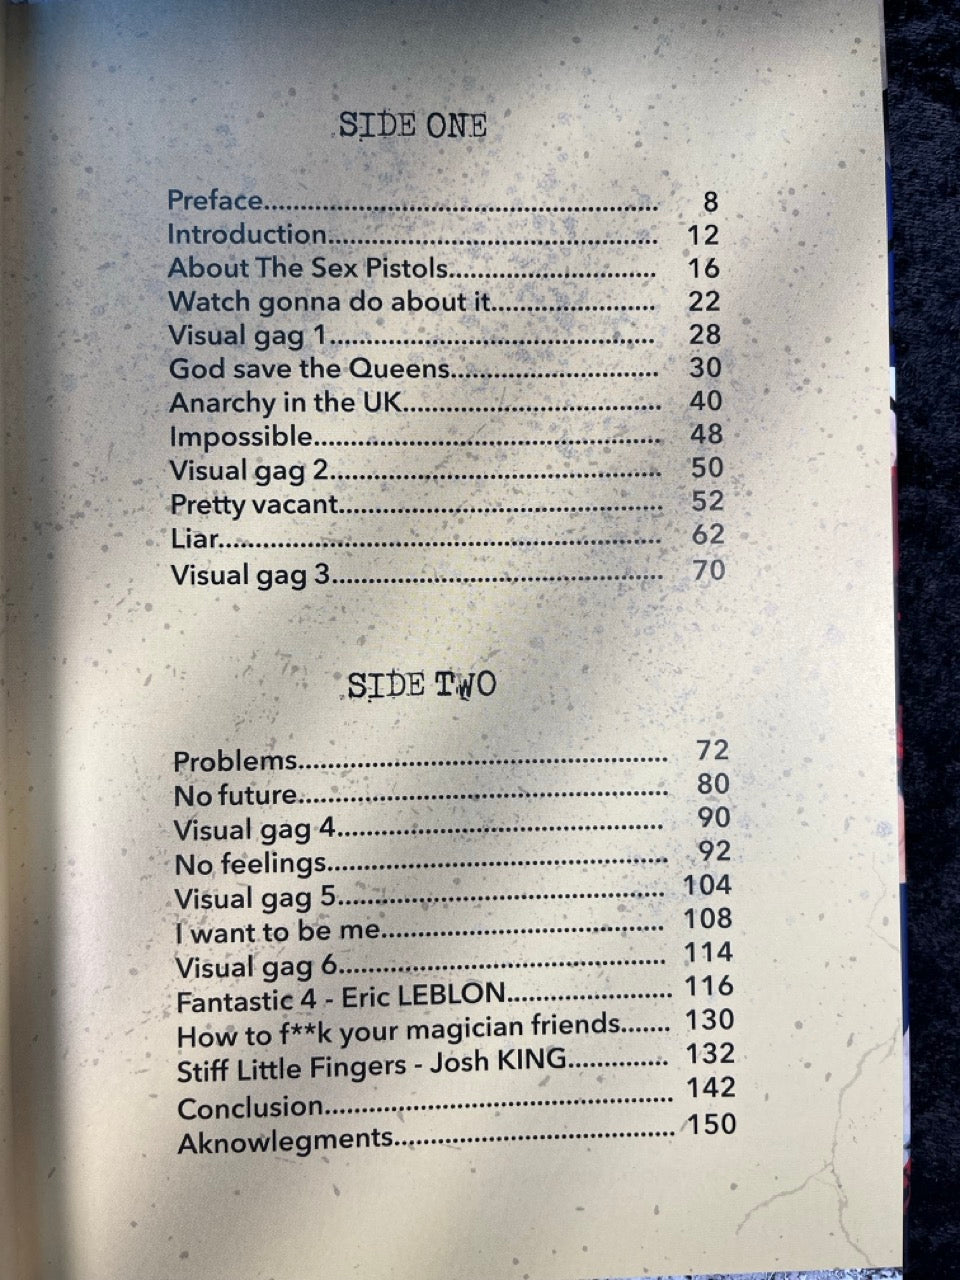 SIDE ONE
Preface........................................................ 8
Introduction............................................... 12
About The Sex Pistols.............................. 16
Watch gonna do about it........................ 22
Visual gag 1............................................... 28
God save the Queens.............................. 30
Anarchy in the UK..................................... 40
Impossible.................................................. 48
Visual gag 2................................................ 50
Pretty vacant.............................................. 52
Liar................................................................ 62
Visual gag 3................................................ 70
SIDE TWO
Problems..................................................... 72
No future..................................................... 80
Visual gag 4................................................ 90
No feelings................................................. 92
Visual gag 5................................................ 104
I want to be me......................................... 108
Visual gag 6................................................ 114
Fantastic 4 - Eric LEBLON........................ 116
How to f**k your magician friends....... 130
Stiff Little Fingers - Josh KING............... 132
Conclusion.................................................. 142
Aknowlegments......................................... 150